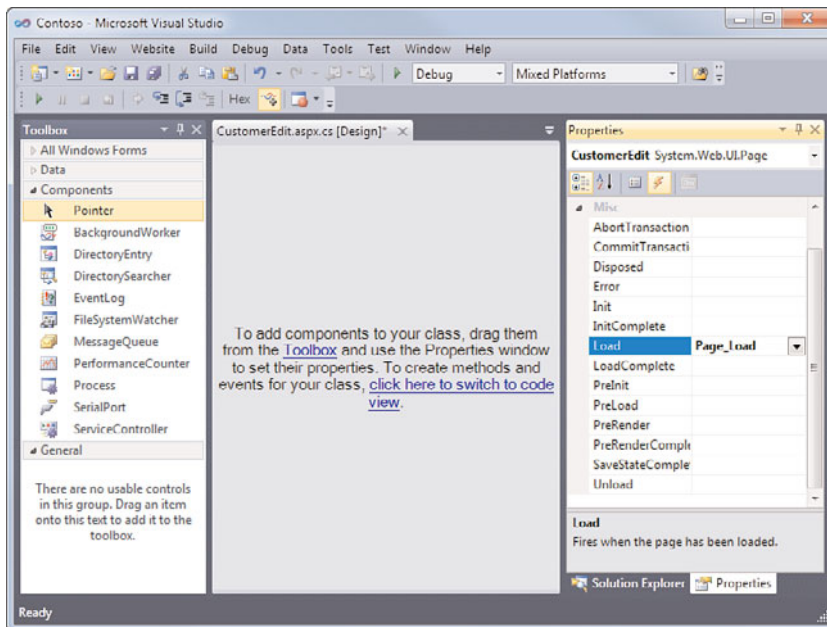 Contoso - Microsoft Visual Studio
File Edit View Website Build Debug Data Tools Test Window Help
Debug Mixed Platforms
Hex
Toolbox
All Windows Forms
Data
Components
Pointer
BackgroundWorker
DirectoryEntry
DirectorySearcher
EventLog
FileSystemWatcher
MessageQueue
PerformanceCounter
Process
SerialPort
ServiceController
General
There are no usable controls
in this group. Drag an item
onto this text to add it to the
toolbox.
CustomerEdit.aspx.cs [Design]*
To add components to your class, drag them
from the Toolbox and use the Properties window
to set their properties. To create methods and
events for your class, click here to switch to code
view.
Properties
CustomerEdit System.Web.UI.Page
Misc
AbortTransaction
CommitTransacti
Disposed
Error
Init
InitComplete
Load Page_Load
LoadComplete
PreInit
PreLoad
PreRender
PreRenderComple
SaveStateComple
Unload
Load
Fires when the page has been loaded.
Solution Explorer Properties
Ready